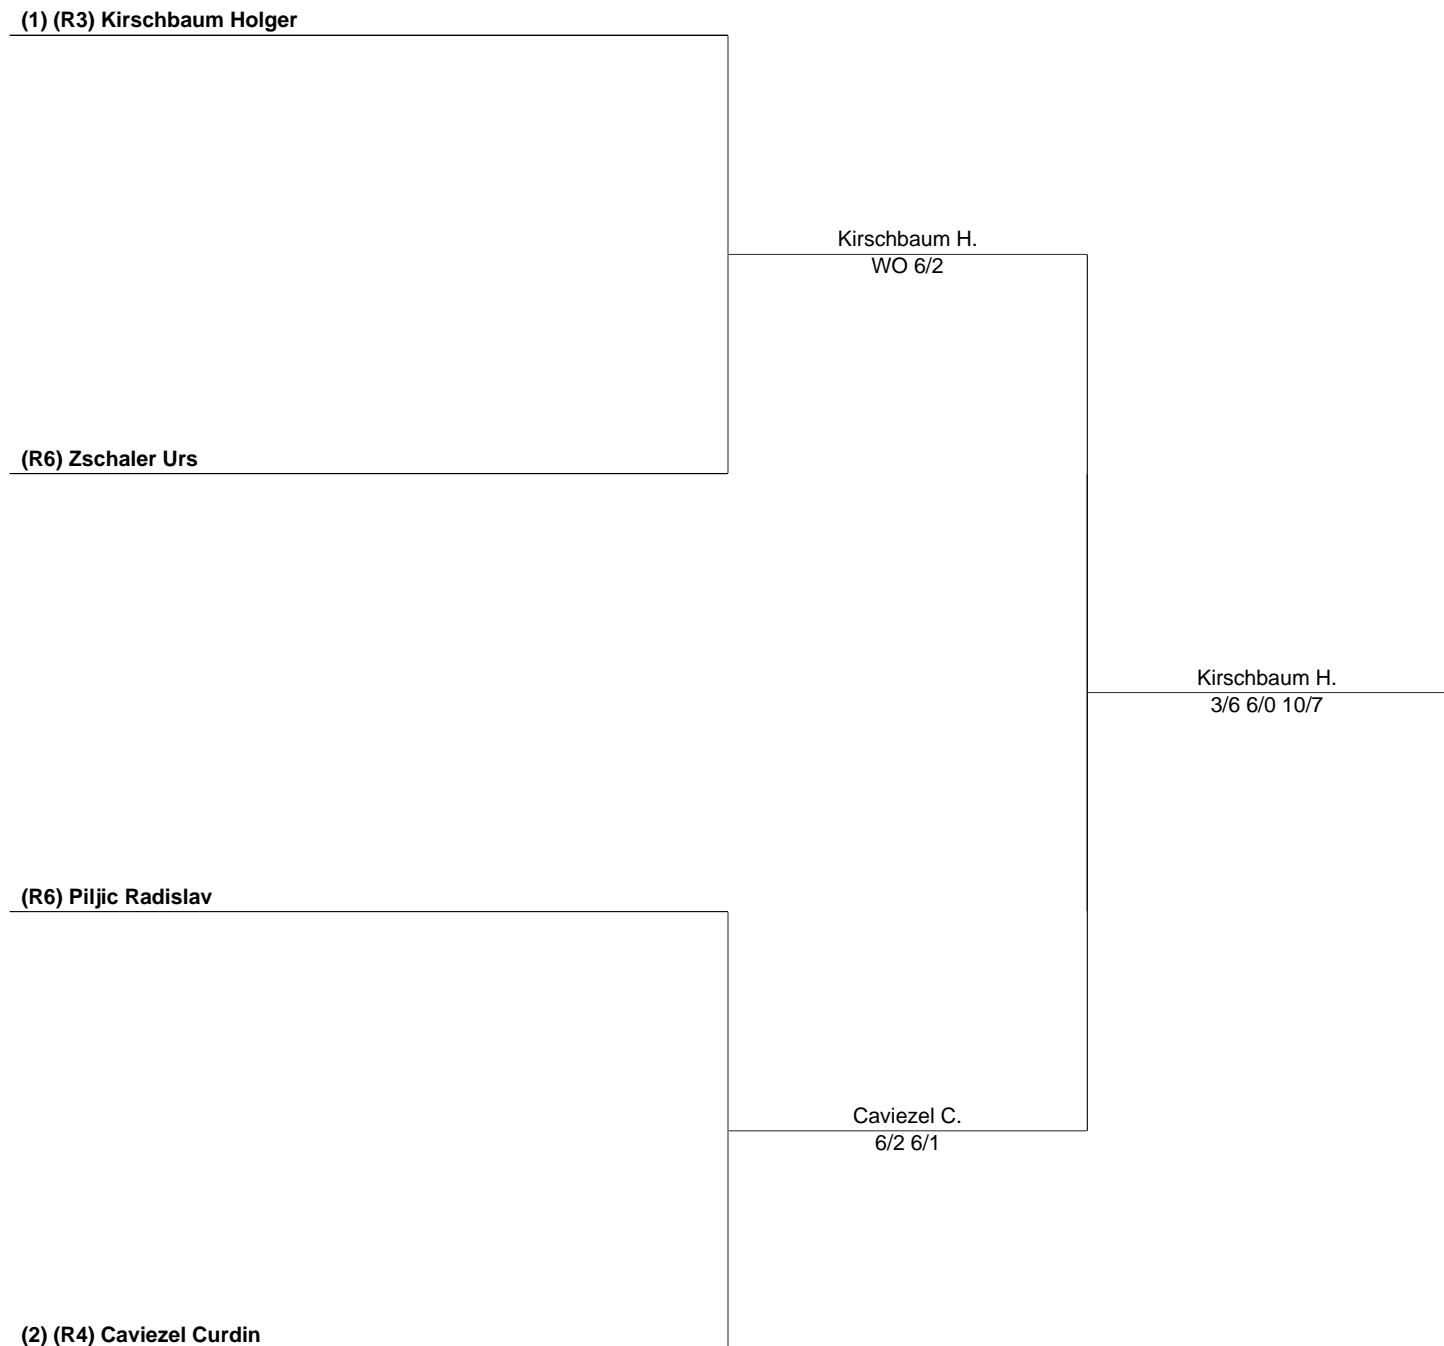 (1) (R3) Kirschbaum Holger
Kirschbaum H.
WO 6/2
(R6) Zschaler Urs
Kirschbaum H.
3/6 6/0 10/7
(R6) Piljic Radislav
Caviezel C.
6/2 6/1
(2) (R4) Caviezel Curdin